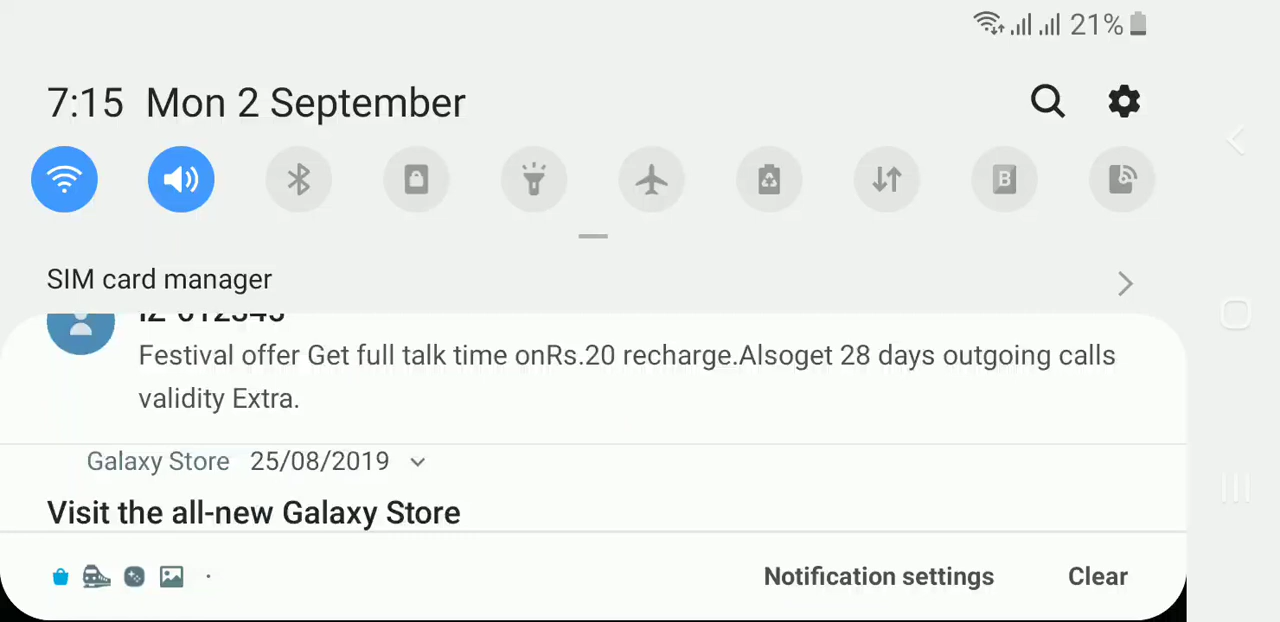 21%
7:15 Mon 2 September
SIM card manager
Festival offer Get full talk time onRs.20 recharge.Alsoget 28 days outgoing calls
validity Extra.
Galaxy Store 25/08/2019
Visit the all-new Galaxy Store
Notification settings Clear